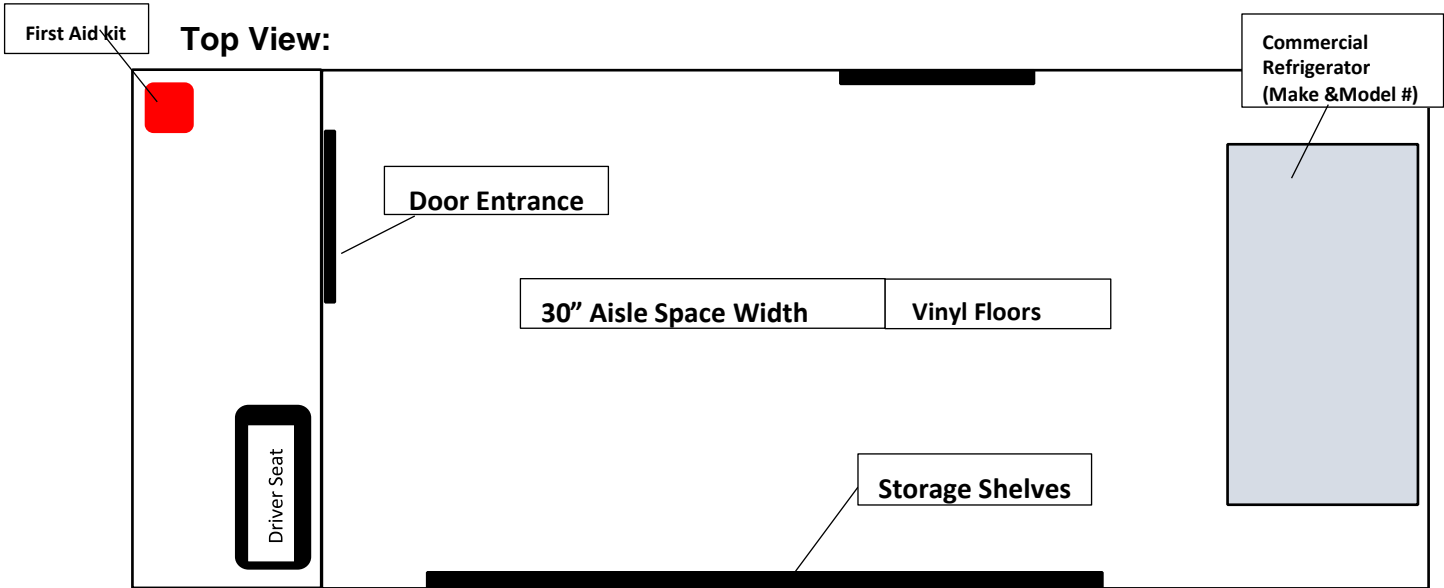 First Aid kit
Top View:
Commercial
Refrigerator
(Make &Model #)
Door Entrance
30” Aisle Space Width
Vinyl Floors
Driver Seat
Storage Shelves